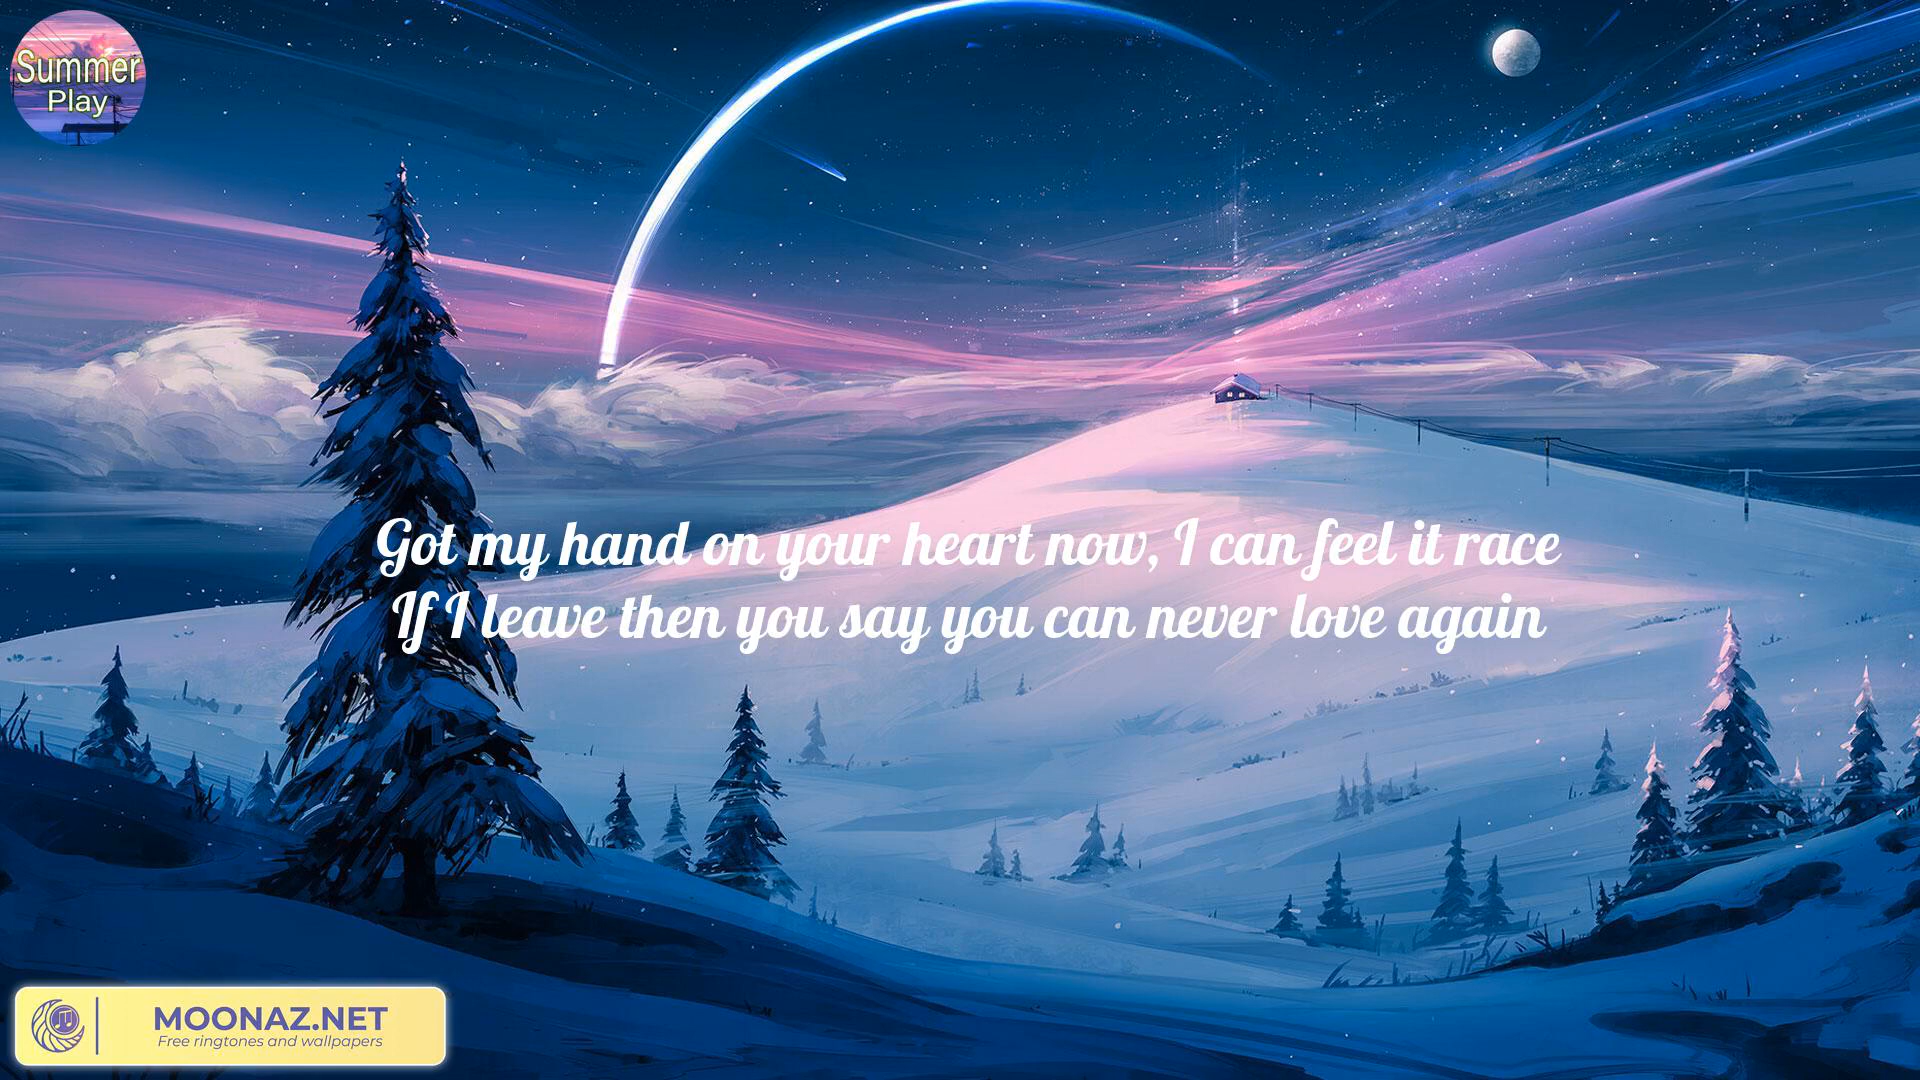 Summer
Play
Got my hand on your heart now, I can feel it race
If I leave then you say you can never love again
MOONAZ.NET
Free ringtones and wallpapers